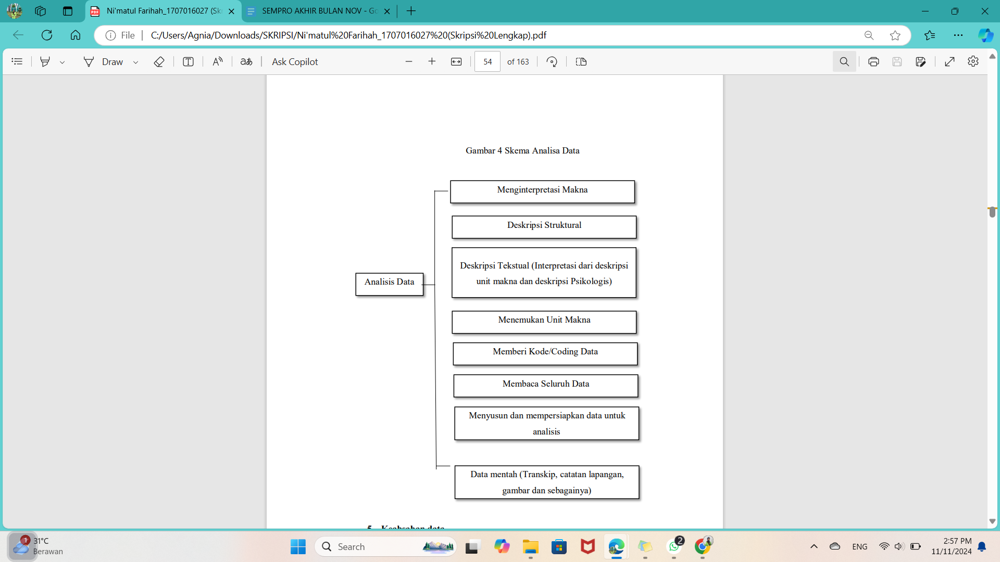 Ni'matul Farihah_1707016027 (Sk
SEMPRO AKHIR BULAN NOV - Go
File
C:/Users/Agnia/Downloads/SKRIPSI/Ni'matul%20Farihah_1707016027%20(Skripsi%20Lengkap).pdf
Draw
aあ
Ask Copilot
54 of 163
Gambar 4 Skema Analisa Data
Menginterpretasi Makna
Deskripsi Struktural
Deskripsi Tekstual (Interpretasi dari deskripsi
unit makna dan deskripsi Psikologis)
Analisis Data
Menemukan Unit Makna
Memberi Kode/Coding Data
Membaca Seluruh Data
Menyusun dan mempersiapkan data untuk
analisis
Data mentah (Transkip, catatan lapangan,
gambar dan sebagainya)
5. Keabsahan data
1
31°C
Berawan
Search
2
ENG
2:57 PM
11/11/2024